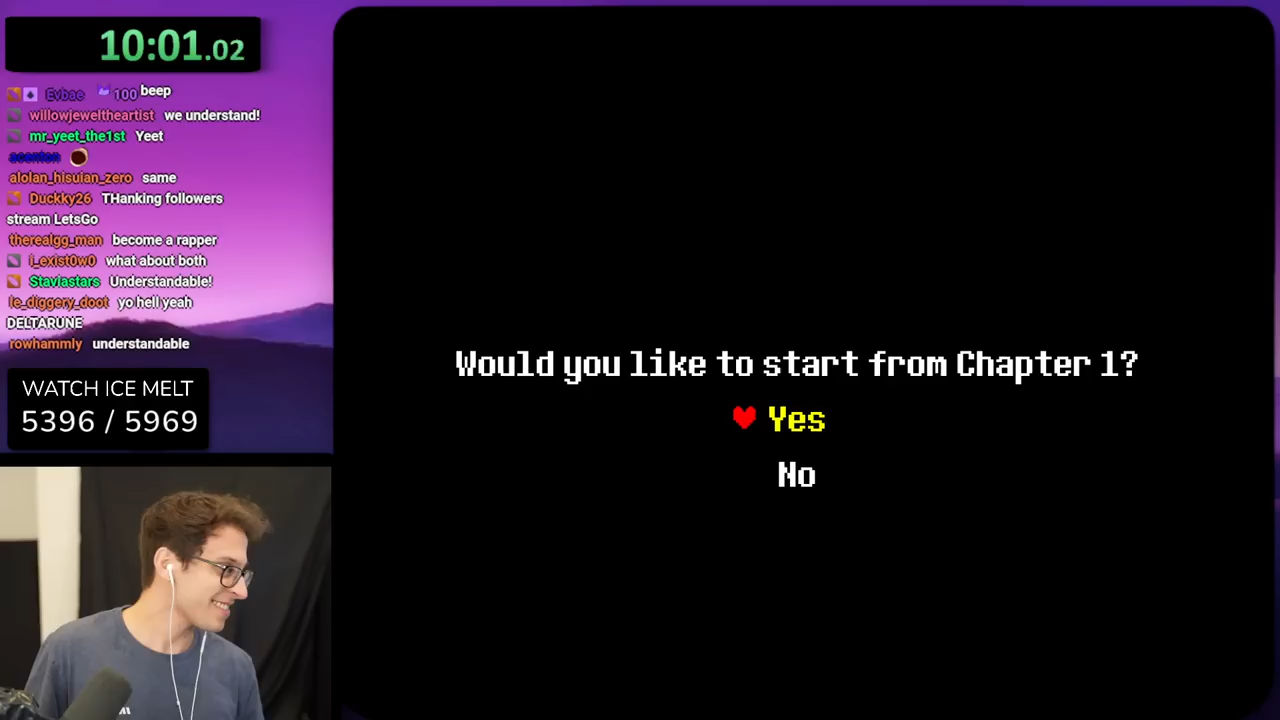 10:01.02
Evbae 100 beep
willowjeweltheartist we understand!
mr_yeet_the1st Yeet
acenton
alolan_hisuian_zero same
Duckky26 THanking followers
stream LetsGo
therealgg_man become a rapper
i_exist0w0 what about both
Staviastars Understandable!
le_diggery_doot yo hell yeah
DELTARUNE
rowhammly understandable
WATCH ICE MELT
5396 / 5969
Would you like to start from Chapter 1?
Yes
No